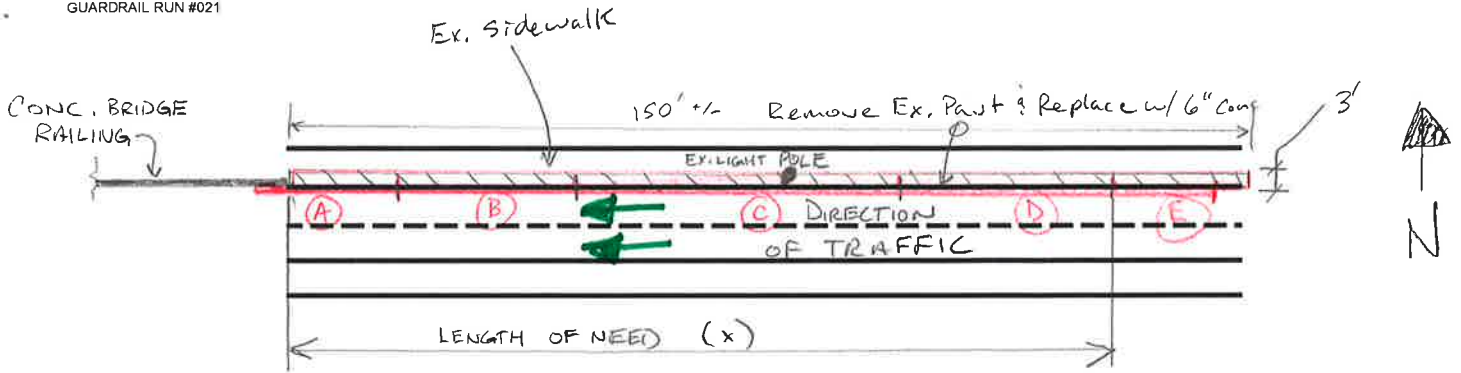 GUARDRAIL RUN #021
Ex. Sidewalk
CONC. BRIDGE
RAILING
150' +/- Remove Ex. Pavt & Replace w/ 6" Conc
3'
EX. LIGHT POLE
A B C D E
DIRECTION
OF TRAFFIC
N
LENGTH OF NEED (x)